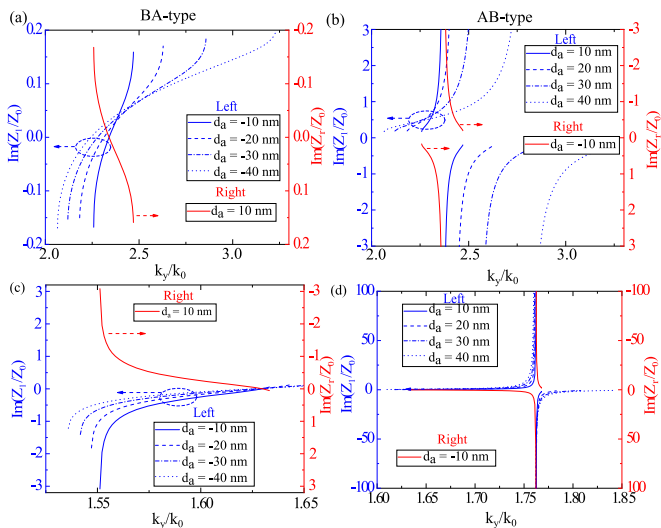 (a)
BA-type
0.2
0.1
0.0
0.1
0.2
Im(Z_l/Z_0)
-0.2
-0.1
0.0
0.1
0.2
Im(Z_r/Z_0)
Left
d_a = -10 nm
d_a = -20 nm
d_a = -30 nm
d_a = -40 nm
Right
d_a = 10 nm
2.0
2.5
3.0
k_y/k_0
(b)
AB-type
3
2
1
0
-1
-2
-3
Im(Z_l/Z_0)
-3
-2
-1
0
1
2
3
Im(Z_r/Z_0)
Left
d_a = 10 nm
d_a = 20 nm
d_a = 30 nm
d_a = 40 nm
Right
d_a = -10 nm
2.0
2.5
3.0
k_y/k_0
(c)
3
2
1
0
-1
-2
-3
Im(Z_l/Z_0)
-3
-2
-1
0
1
2
3
Im(Z_r/Z_0)
Right
d_a = 10 nm
Left
d_a = -10 nm
d_a = -20 nm
d_a = -30 nm
d_a = -40 nm
1.55
1.60
1.65
k_y/k_0
(d)
100
50
0
-50
-100
Im(Z_l/Z_0)
-100
-50
0
50
100
Im(Z_r/Z_0)
Left
d_a = 10 nm
d_a = 20 nm
d_a = 30 nm
d_a = 40 nm
Right
d_a = -10 nm
1.60
1.65
1.70
1.75
1.80
1.85
k_y/k_0